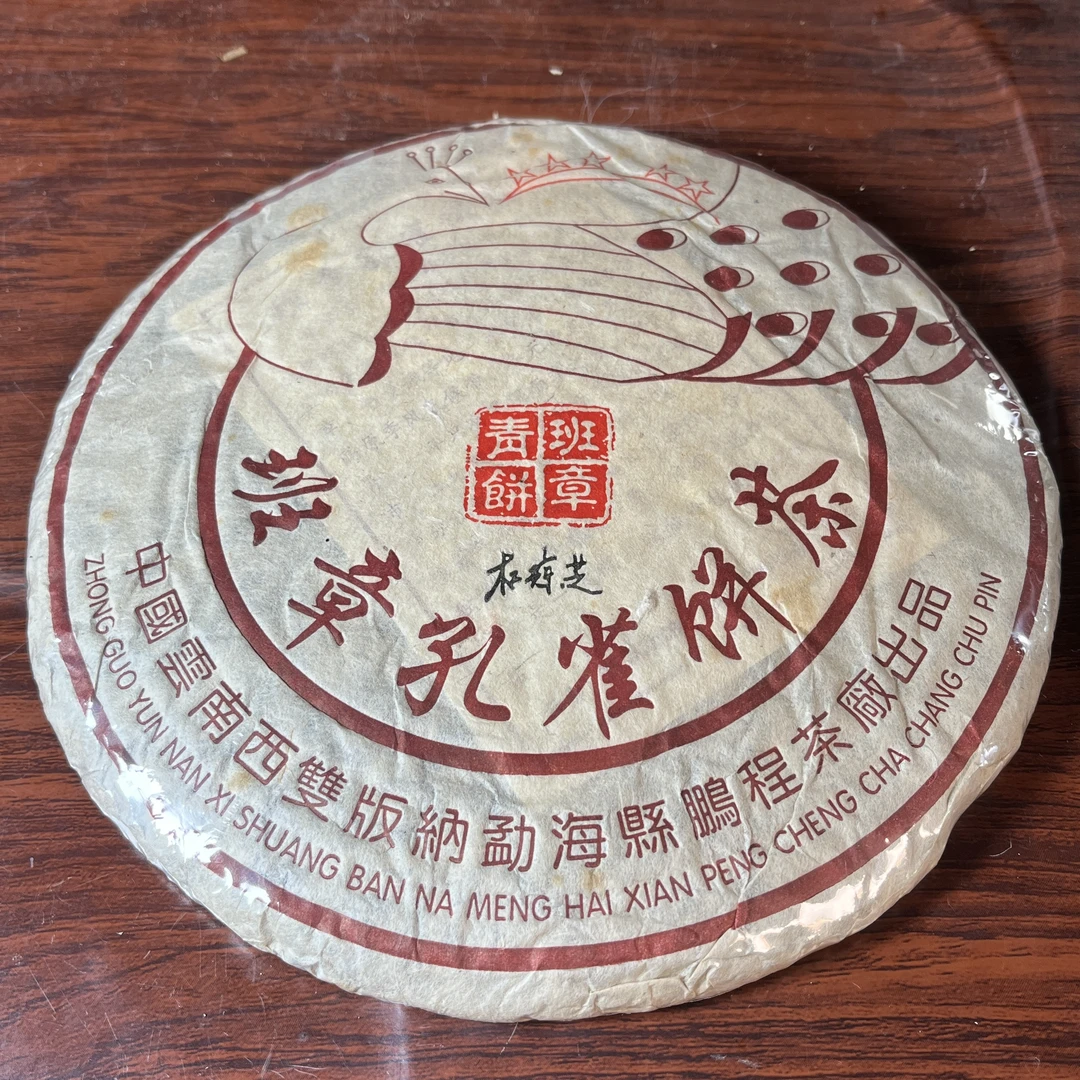 班章
青餅
班章孔雀餅茶
中國雲南西雙版納勐海縣鵬程茶廠出品
ZHONG GUO YUN NAN XI SHUANG BAN NA MENG HAI XIAN PENG CHENG CHA CHANG CHU PIN